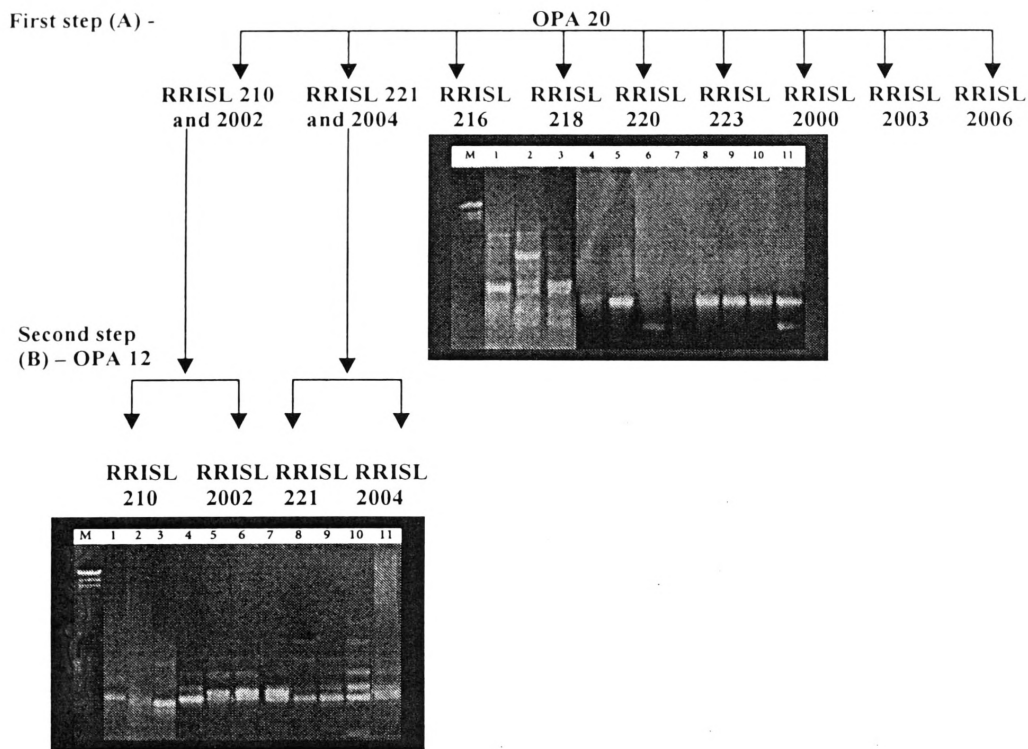 First step (A) - OPA 20
RRISL 210 and 2002
RRISL 221 and 2004
RRISL 216
RRISL 218
RRISL 220
RRISL 223
RRISL 2000
RRISL 2003
RRISL 2006
M 1 2 3 4 5 6 7 8 9 10 11
Second step
(B) – OPA 12
RRISL 210
RRISL 2002
RRISL 221
RRISL 2004
M 1 2 3 4 5 6 7 8 9 10 11